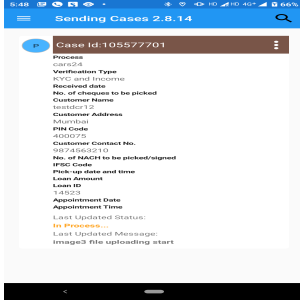 5:48
HD HD 4G+ 66%
Sending Cases 2.8.14
P
Case Id:105577701
Process
cars24
Verification Type
KYC and Income
Received date
No. of cheques to be picked
Customer Name
testdcr12
Customer Address
Mumbai
PIN Code
400075
Customer Contact No.
9874563210
No. of NACH to be picked/signed
IFSC Code
Pick-up date and time
Loan Amount
Loan ID
14523
Appointment Date
Appointment Time
Last Updated Status:
In Process...
Last Updated Message:
image3 file uploading start